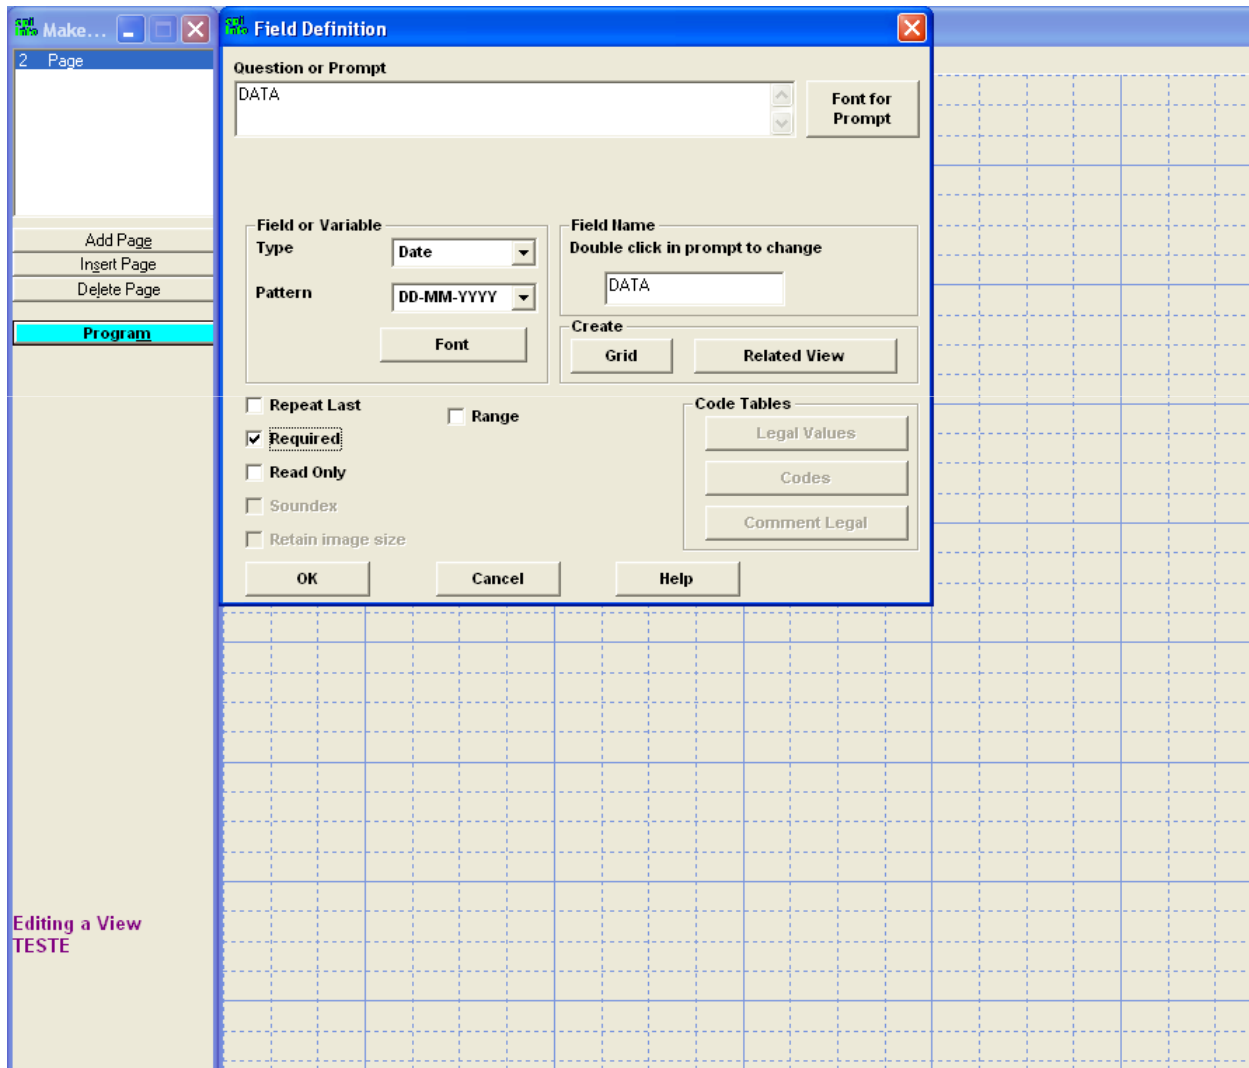 Make...
2 Page
Add Page
Insert Page
Delete Page
Program
Editing a View
TESTE
Epi Info
Field Definition
Question or Prompt
DATA
Font for
Prompt
Field or Variable
Type
Date
Pattern
DD-MM-YYYY
Font
Field Name
Double click in prompt to change
DATA
Create
Grid
Related View
Repeat Last
Range
Required
Read Only
Soundex
Retain image size
Code Tables
Legal Values
Codes
Comment Legal
OK
Cancel
Help